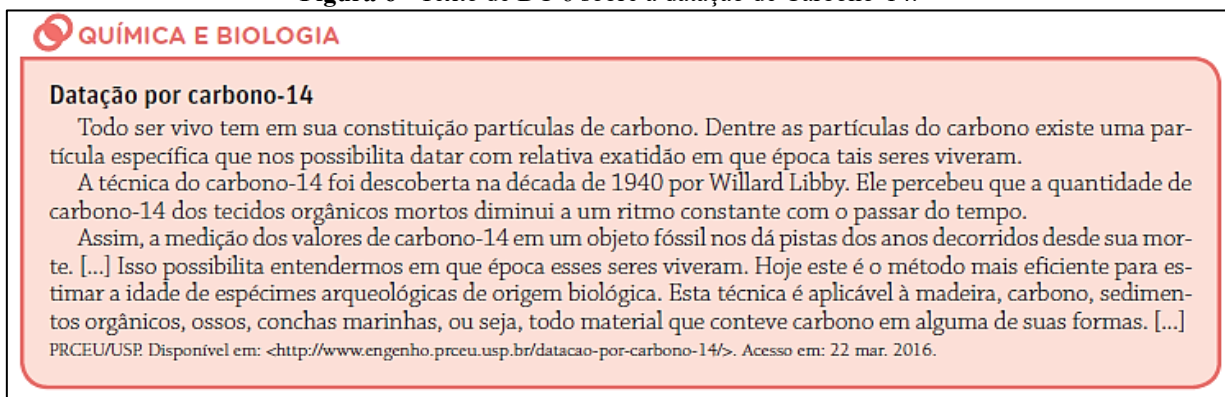 QUÍMICA E BIOLOGIA
Datação por carbono-14
Todo ser vivo tem em sua constituição partículas de carbono. Dentre as partículas do carbono existe uma par-
tícula específica que nos possibilita datar com relativa exatidão em que época tais seres viveram.
A técnica do carbono-14 foi descoberta na década de 1940 por Willard Libby. Ele percebeu que a quantidade de
carbono-14 dos tecidos orgânicos mortos diminui a um ritmo constante com o passar do tempo.
Assim, a medição dos valores de carbono-14 em um objeto fóssil nos dá pistas dos anos decorridos desde sua mor-
te. [...] Isso possibilita entendermos em que época esses seres viveram. Hoje este é o método mais eficiente para es-
timar a idade de espécimes arqueológicas de origem biológica. Esta técnica é aplicável à madeira, carbono, sedimen-
tos orgânicos, ossos, conchas marinhas, ou seja, todo material que conteve carbono em alguma de suas formas. [...]
PRCEU/USP. Disponível em: <http://www.engenho.prceu.usp.br/datacao-por-carbono-14/>. Acesso em: 22 mar. 2016.